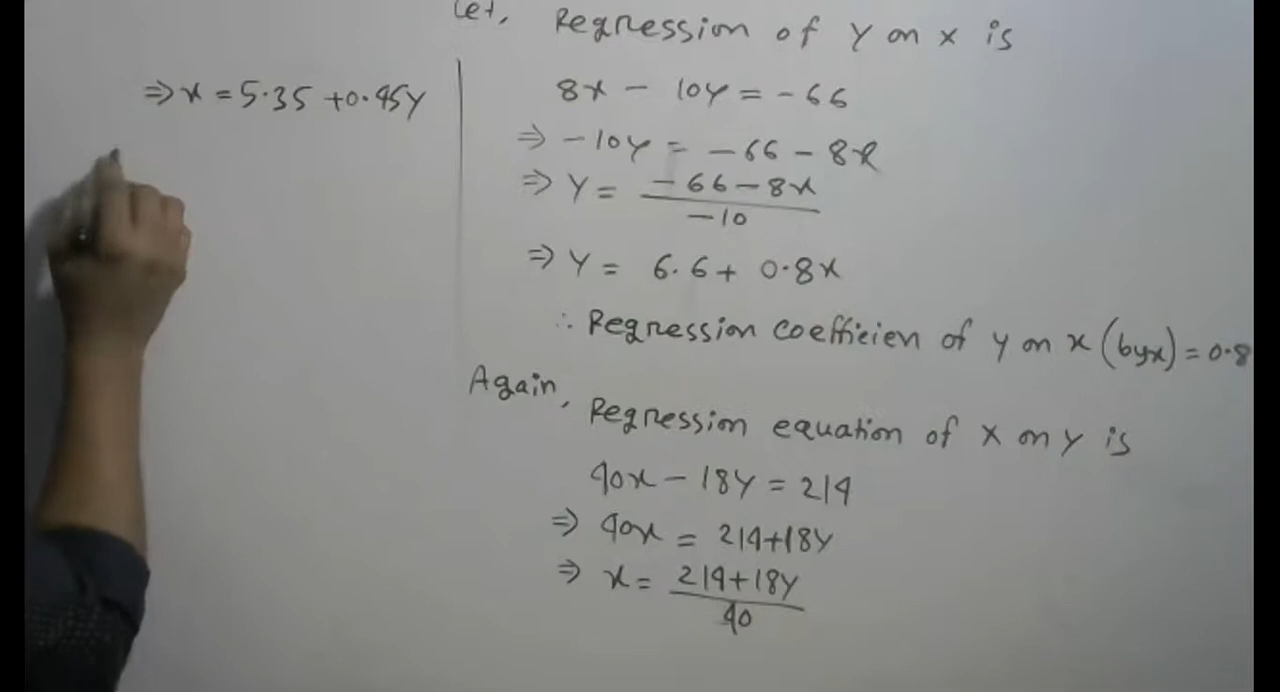 Let, Regression of Y on x is
8x - 10y = -66
⇒ -10y = -66 - 8x
⇒ Y = -66-8x / -10
⇒ Y = 6.6 + 0.8x
∴ Regression coefficien of y on x (byx) = 0.8
Again, Regression equation of X on y is
40x - 18y = 214
⇒ 40x = 214+18y
⇒ x = 214+18y / 40
⇒ x = 5.35 + 0.45y